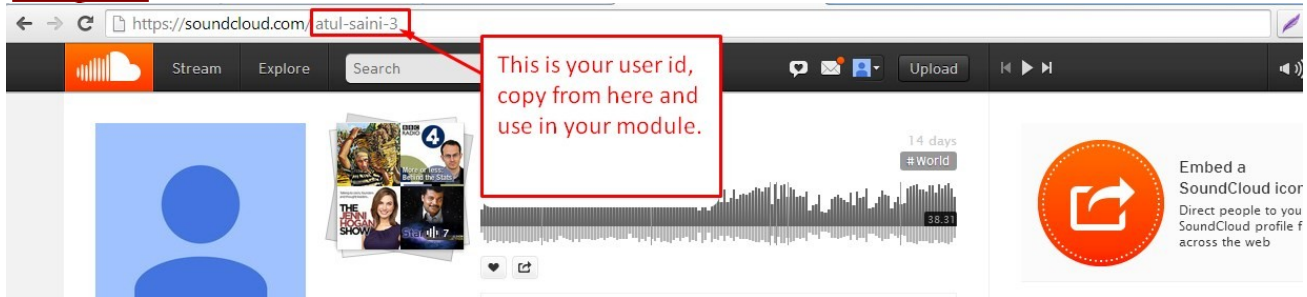 https://soundcloud.com/atul-saini-3
Stream Explore Search Upload
This is your user id,
copy from here and
use in your module.
14 days
#World
38.31
BBC
RADIO
4
More or Less:
Behind the Stats
THE
JENNI
HOGAN
SHOW
Embed a
SoundCloud icon
Direct people to you
SoundCloud profile f
across the web